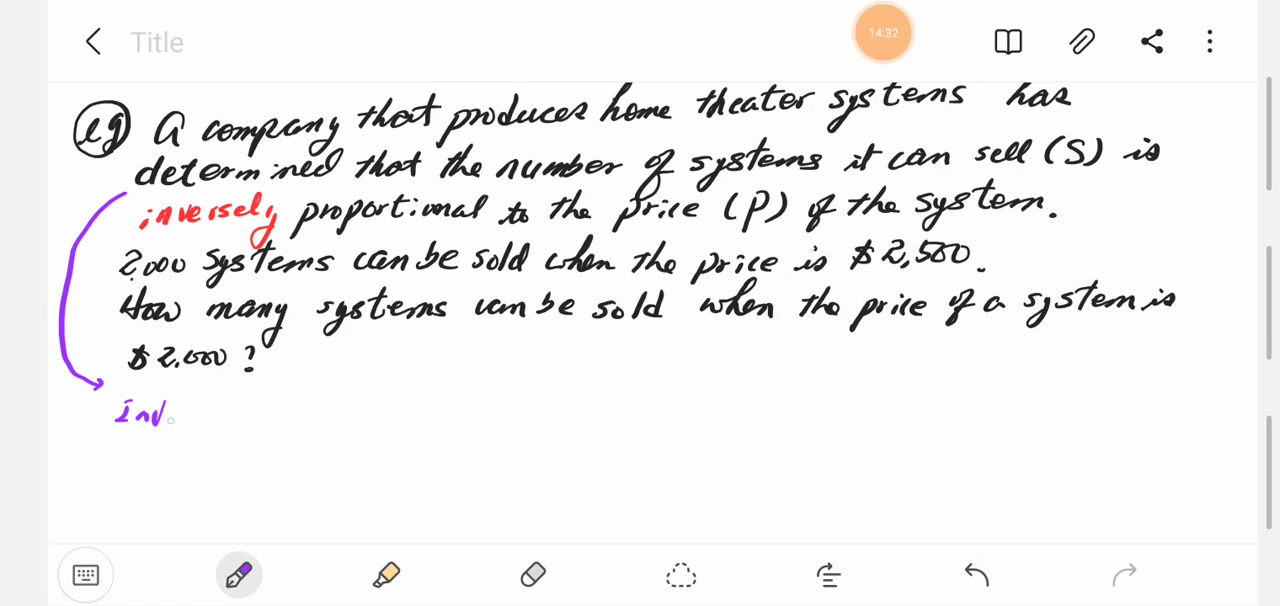 Title
14:32
eg A company that produces home theater systems has
determined that the number of systems it can sell (S) is
inversely proportional to the price (P) of the system.
2,000 systems can be sold when the price is $2,500.
How many systems can be sold when the price of a system is
$2,000?
Inv